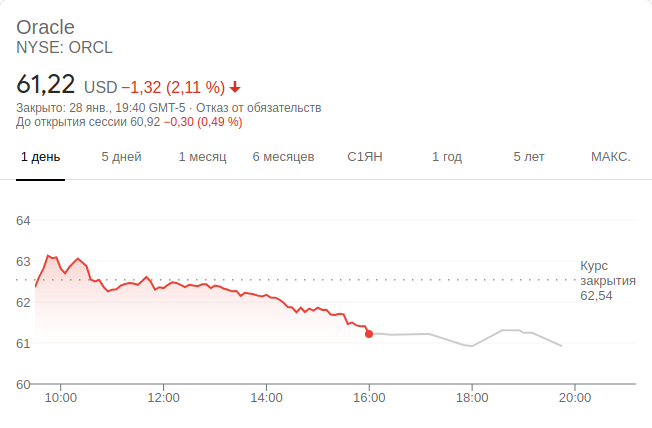 Oracle
NYSE: ORCL
61,22 USD −1,32 (2,11 %)
Закрыто: 28 янв., 19:40 GMT-5 · Отказ от обязательств
До открытия сессии 60,92 −0,30 (0,49 %)
1 день 5 дней 1 месяц 6 месяцев С1ЯН 1 год 5 лет МАКС.
64
63
62
61
60
Курс
закрытия
62,54
10:00 12:00 14:00 16:00 18:00 20:00